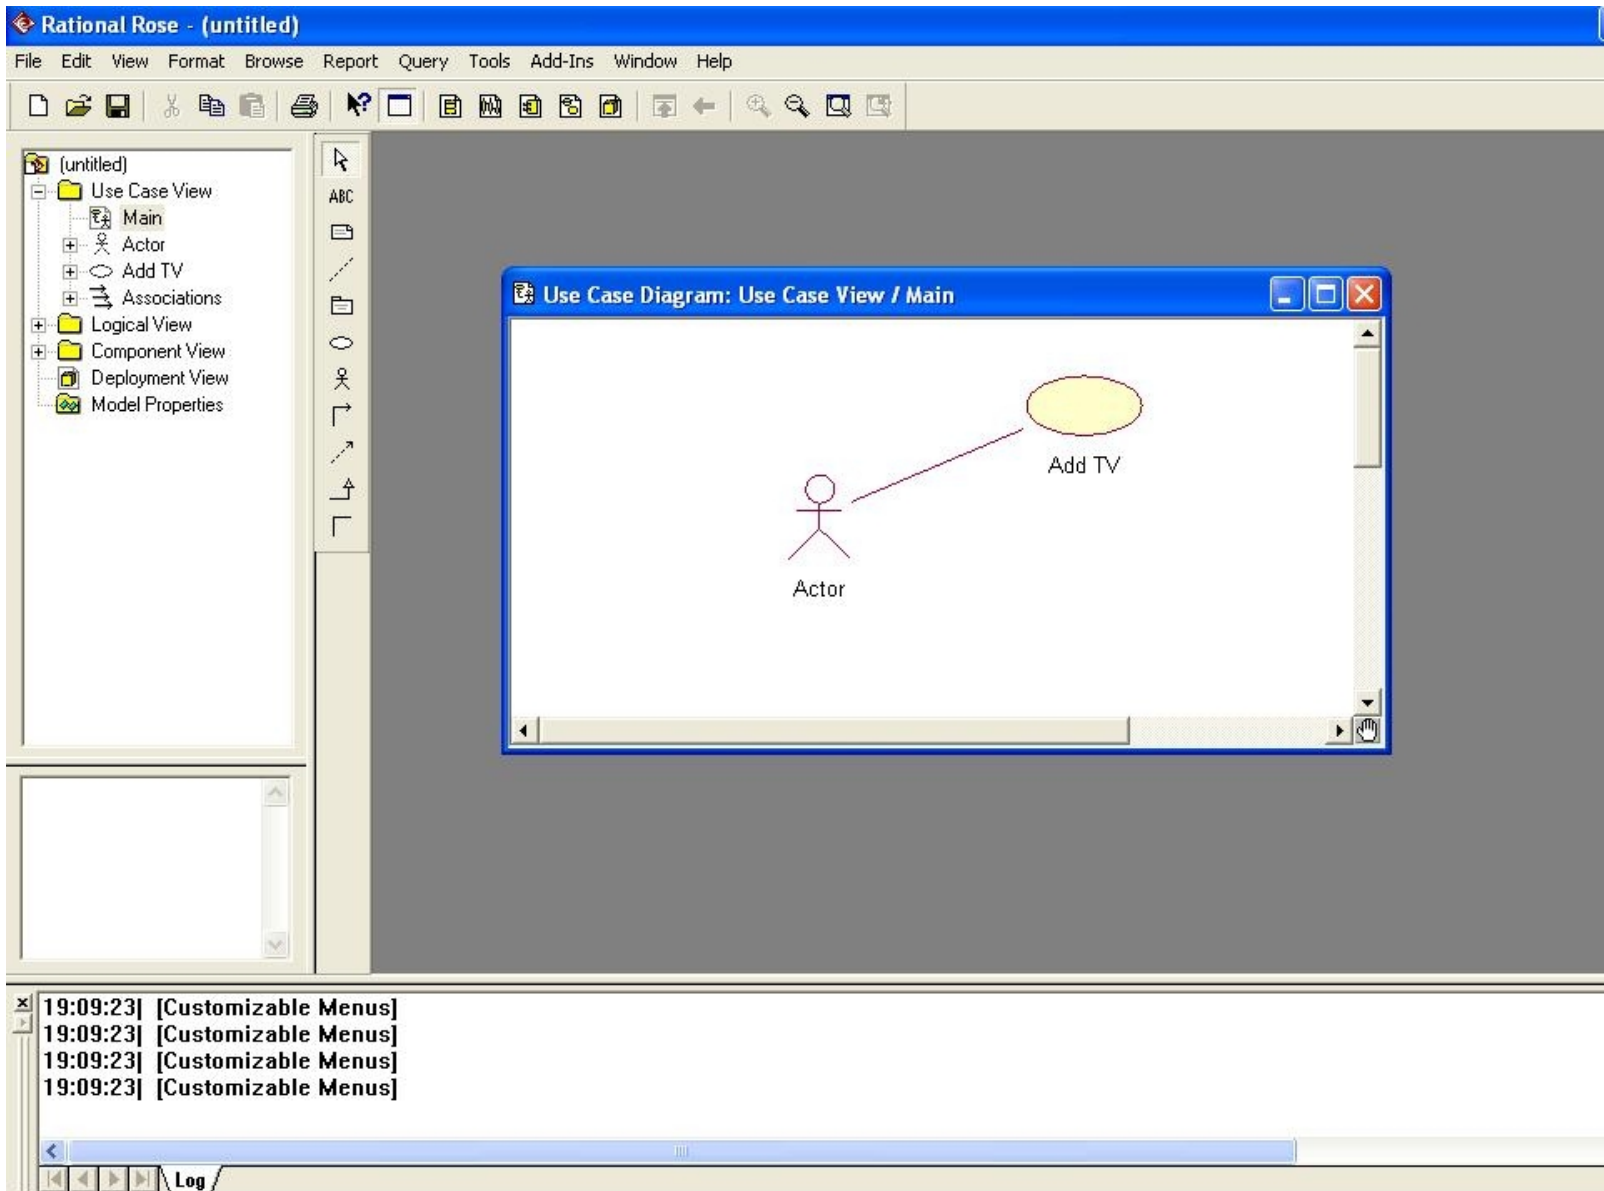 Rational Rose - (untitled)
File Edit View Format Browse Report Query Tools Add-Ins Window Help
(untitled)
Use Case View
Main
Actor
Add TV
Associations
Logical View
Component View
Deployment View
Model Properties
ABC
Use Case Diagram: Use Case View / Main
Add TV
Actor
19:09:23| [Customizable Menus]
19:09:23| [Customizable Menus]
19:09:23| [Customizable Menus]
19:09:23| [Customizable Menus]
Log